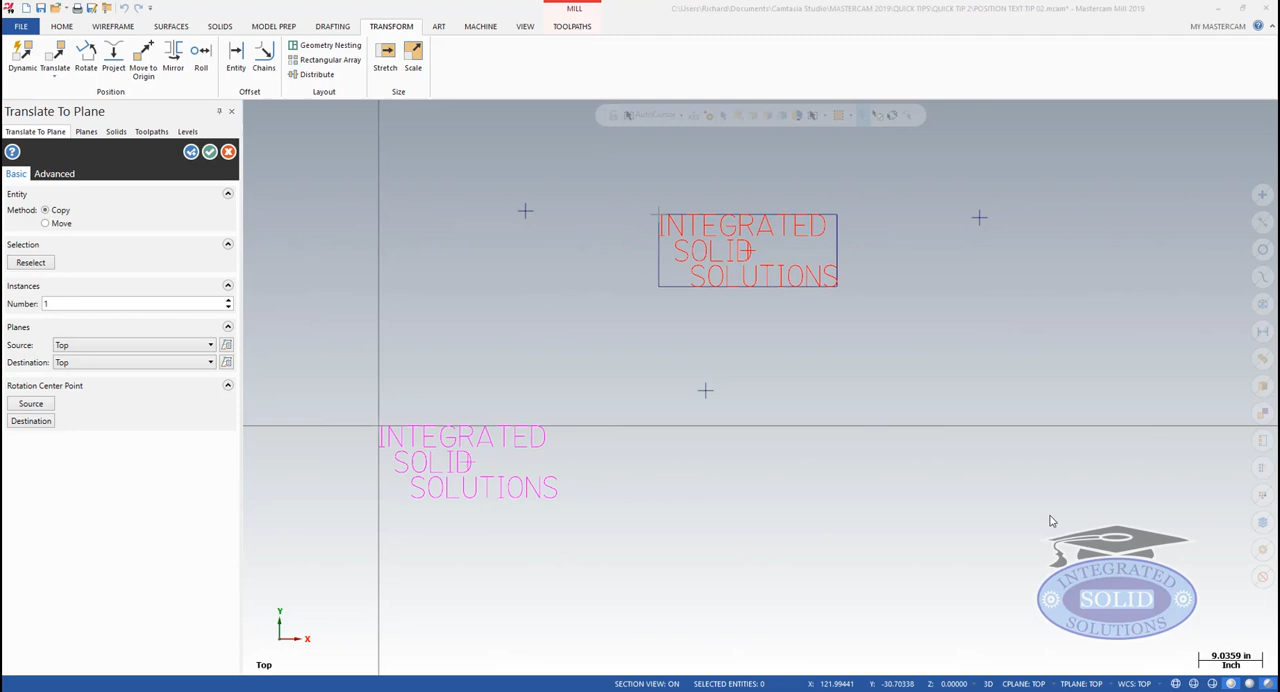 MILL
C:\Users\Richard\Documents\Camtasia Studio\MASTERCAM 2019\QUICK TIPS\QUICK TIP 2\POSITION TEXT TIP 02.mcam* - Mastercam Mill 2019
FILE HOME WIREFRAME SURFACES SOLIDS MODEL PREP DRAFTING TRANSFORM ART MACHINE VIEW TOOLPATHS MY MASTERCAM
Dynamic Translate Rotate Project Move to Origin Mirror Roll
Entity Chains
Geometry Nesting
Rectangular Array
Distribute
Stretch Scale
Position Offset Layout Size
Translate To Plane
Translate To Plane Planes Solids Toolpaths Levels
Basic Advanced
Entity
Method: Copy
Move
Selection
Reselect
Instances
Number: 1
Planes
Source: Top
Destination: Top
Rotation Center Point
Source
Destination
AutoCursor
INTEGRATED
SOLID
SOLUTIONS
INTEGRATED
SOLID
SOLUTIONS
INTEGRATED
SOLID
SOLUTIONS
Y
X
Top
9.0359 in
Inch
SECTION VIEW: ON SELECTED ENTITIES: 0 X: 121.99441 Y: -30.70338 Z: 0.00000 3D CPLANE: TOP TPLANE: TOP WCS: TOP